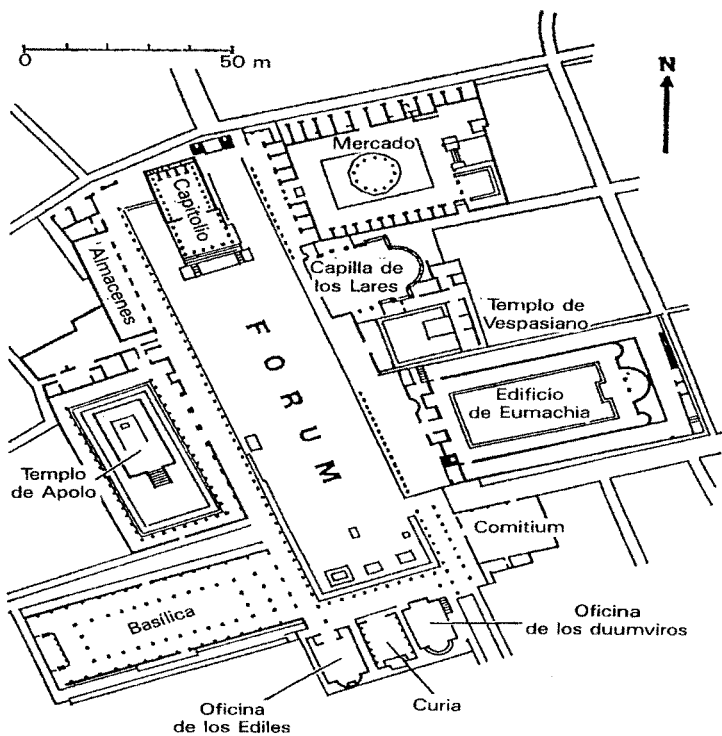 0 50 m
N
Mercado
Capitolio
Capilla de
los Lares
Almacenes
Templo de
Vespasiano
FORUM
Edificio
de Eumachia
Templo
de Apolo
Comitium
Basílica
Oficina
de los duumviros
Oficina
de los Ediles
Curia